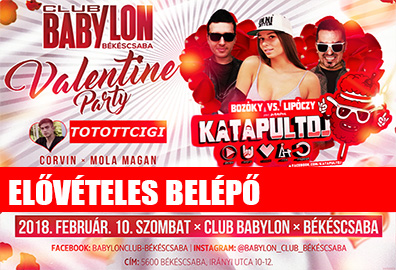 CLUB
BABYLON
BÉKÉSCSABA
Valentine
Party
TOTOTTCIGI
CORVIN × MOLA MAGAN
BOZÓKY, VS. LIPÓCZY
KATAPULTDJ
ELŐVÉTELES BELÉPŐ
2018. FEBRUÁR. 10. SZOMBAT × CLUB BABYLON × BÉKÉSCSABA
FACEBOOK: BABYLONCLUB-BÉKÉSCSABA | INSTAGRAM: @BABYLON_CLUB_BÉKÉSCSABA
CÍM: 5600 BÉKÉSCSABA, IRÁNYI UTCA 10-12.